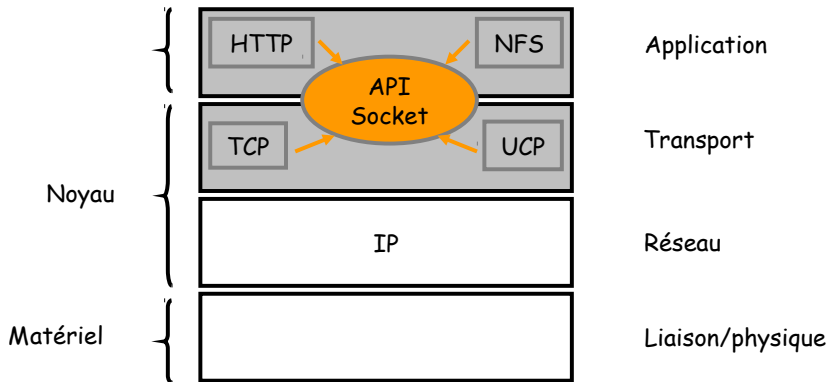 HTTP
NFS
Application
API
Socket
TCP
UCP
Transport
Noyau
IP
Réseau
Matériel
Liaison/physique